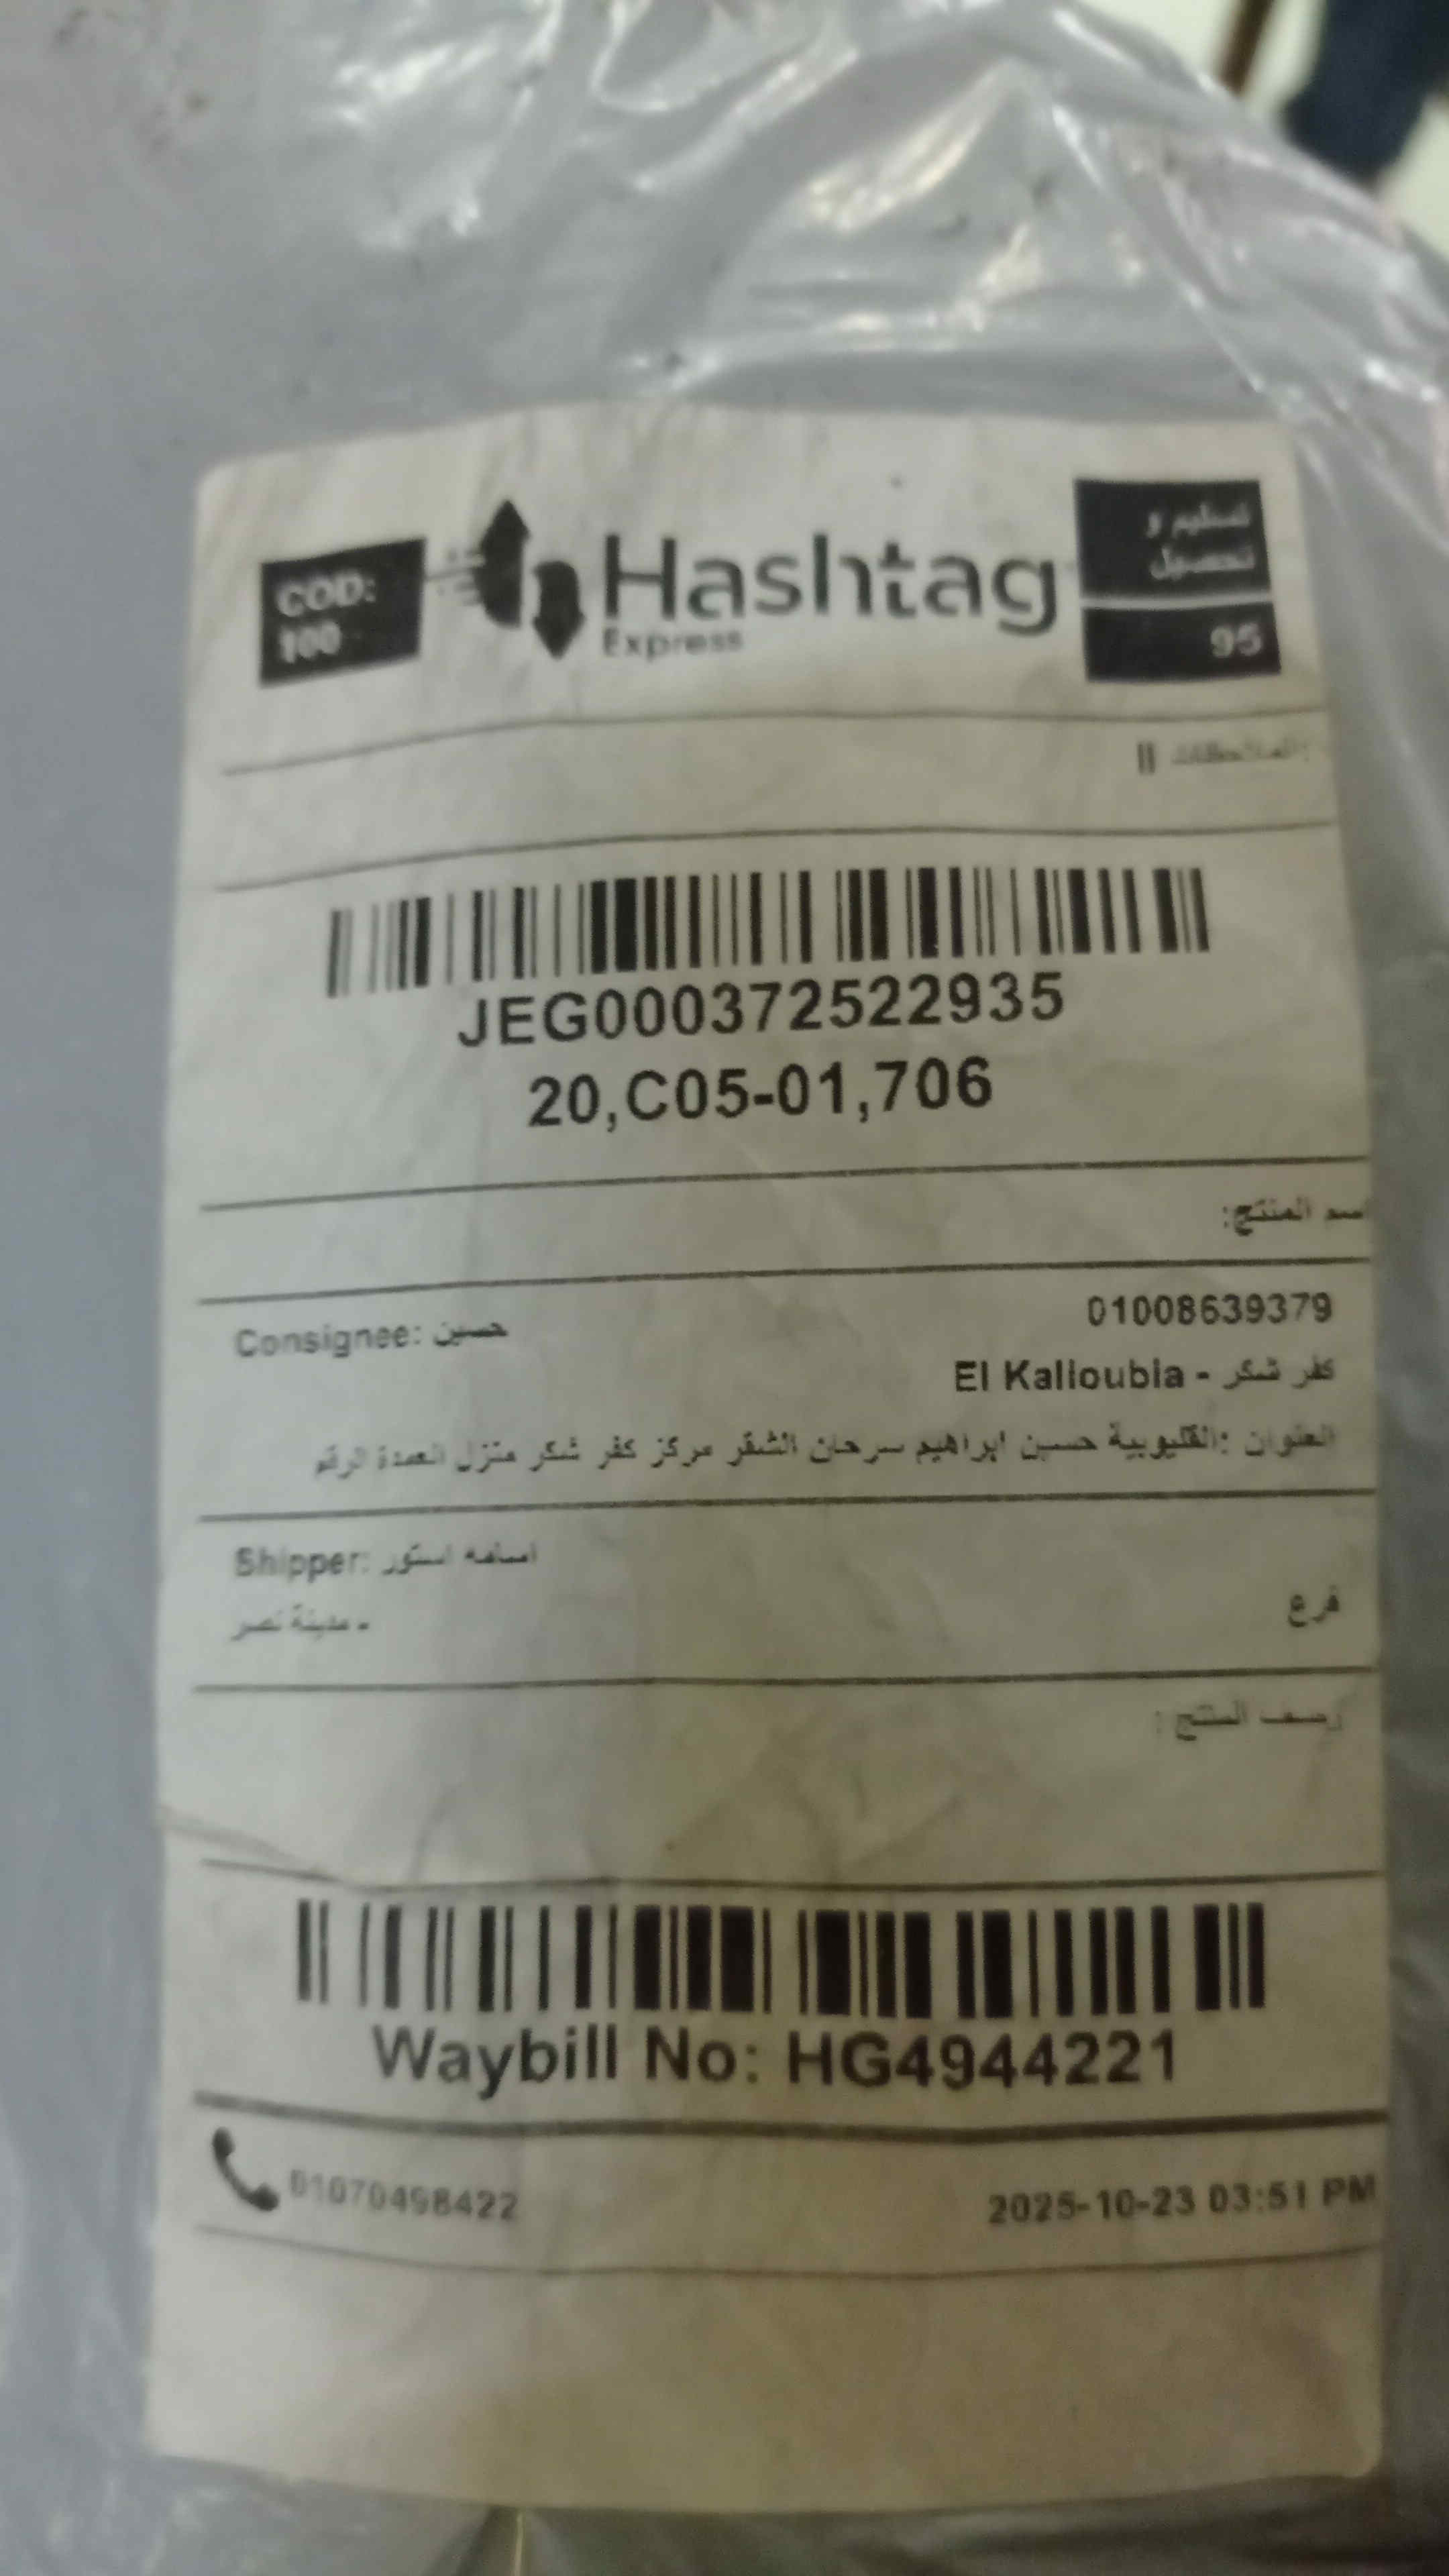 COD:
100
Hashtag
Express
تسليم و
تحصيل
95
الملاحظات: ||
JEG000372522935
20,C05-01,706
اسم المنتج:
Consignee: حسين
01008639379
El Kalioubia - كفر شكر
العنوان :القليوبية حسين ابراهيم سرحان الشقر مركز كفر شكر منزل العمدة الرقم
Shipper: اسامه استور
- مدينة نصر
فرع
وصف المنتج :
Waybill No: HG4944221
01070498422
2025-10-23 03:51 PM